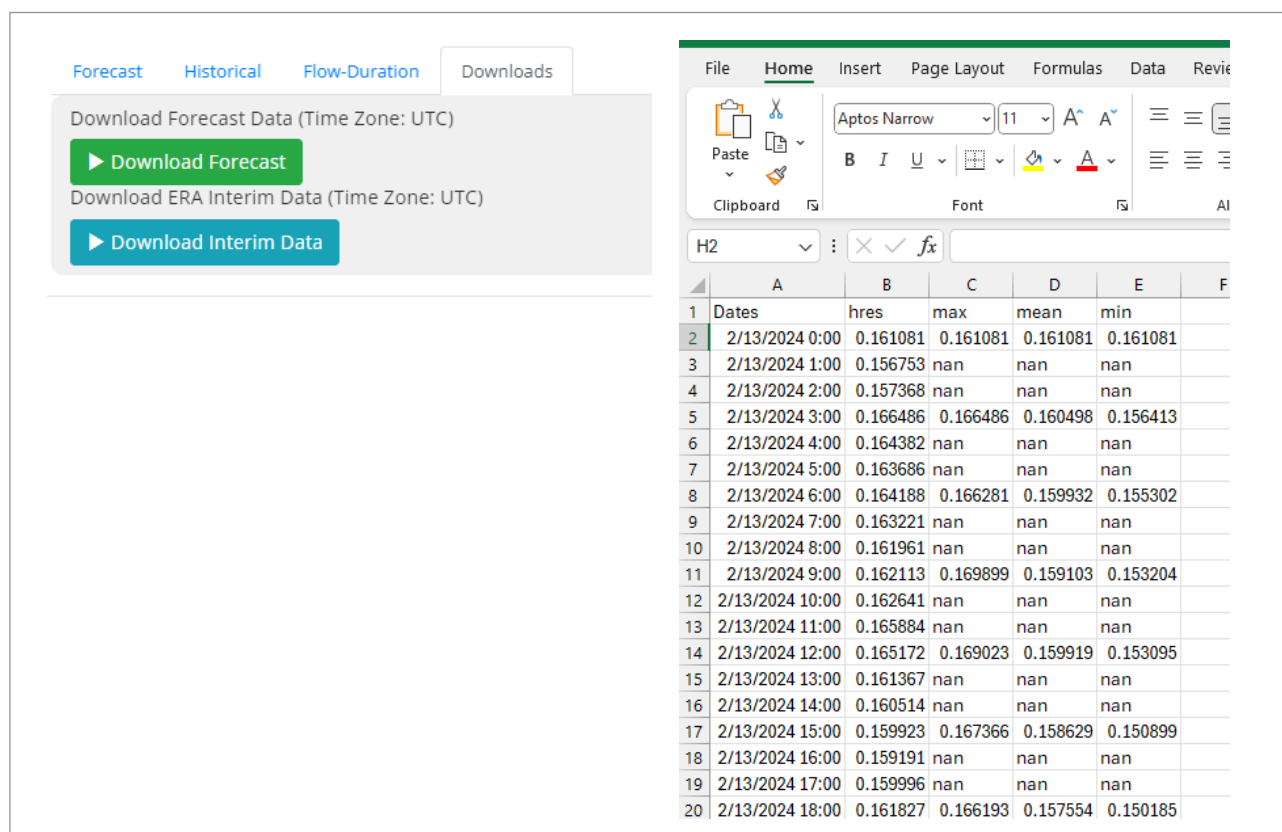 Forecast Historical Flow-Duration Downloads
Download Forecast Data (Time Zone: UTC)
Download Forecast
Download ERA Interim Data (Time Zone: UTC)
Download Interim Data
File Home Insert Page Layout Formulas Data
Aptos Narrow 11 A A
Paste
B I U A
Clipboard Font
H2 fx
A B C D E F
1 Dates hres max mean min
2 2/13/2024 0:00 0.161081 0.161081 0.161081 0.161081
3 2/13/2024 1:00 0.156753 nan nan nan
4 2/13/2024 2:00 0.157368 nan nan nan
5 2/13/2024 3:00 0.166486 0.166486 0.160498 0.156413
6 2/13/2024 4:00 0.164382 nan nan nan
7 2/13/2024 5:00 0.163686 nan nan nan
8 2/13/2024 6:00 0.164188 0.166281 0.159932 0.155302
9 2/13/2024 7:00 0.163221 nan nan nan
10 2/13/2024 8:00 0.161961 nan nan nan
11 2/13/2024 9:00 0.162113 0.169899 0.159103 0.153204
12 2/13/2024 10:00 0.162641 nan nan nan
13 2/13/2024 11:00 0.165884 nan nan nan
14 2/13/2024 12:00 0.165172 0.169023 0.159919 0.153095
15 2/13/2024 13:00 0.161367 nan nan nan
16 2/13/2024 14:00 0.160514 nan nan nan
17 2/13/2024 15:00 0.159923 0.167366 0.158629 0.150899
18 2/13/2024 16:00 0.159191 nan nan nan
19 2/13/2024 17:00 0.159996 nan nan nan
20 2/13/2024 18:00 0.161827 0.166193 0.157554 0.150185